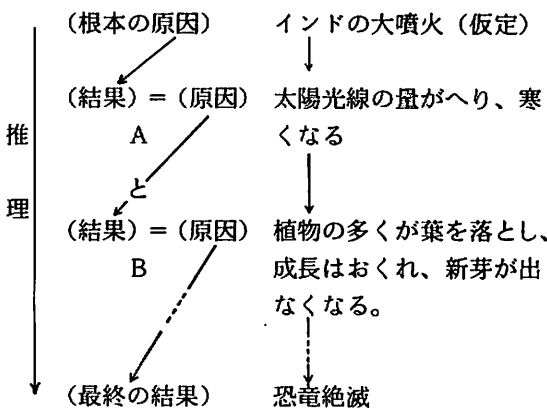 (根本の原因) インドの大噴火(仮定)
(結果)=(原因) 太陽光線の量がへり、寒
A くなる
推
と
理
(結果)=(原因) 植物の多くが葉を落とし、
B 成長はおくれ、新芽が出
なくなる。
(最終の結果) 恐竜絶滅